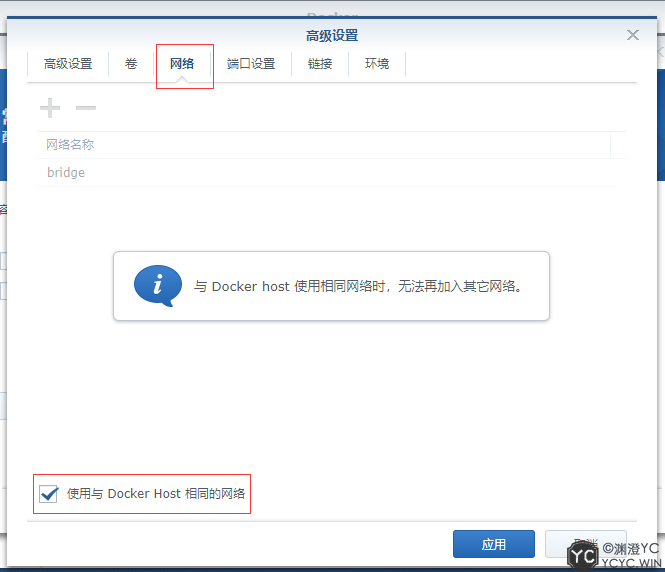 Docker
高级设置
高级设置 卷 网络 端口设置 链接 环境
网络名称
bridge
与 Docker host 使用相同网络时，无法再加入其它网络。
使用与 Docker Host 相同的网络
应用
©渊澄YC
YC
YCYC.WIN